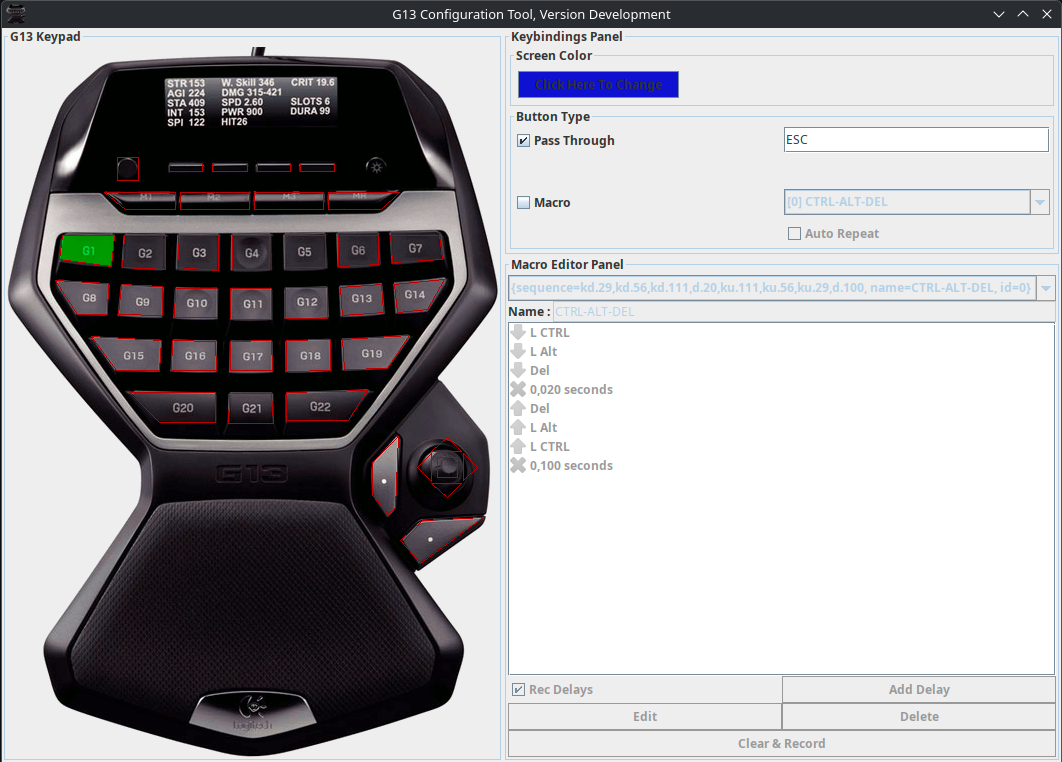 G13 Configuration Tool, Version Development
G13 Keypad
STR 153 W. Skill 346 CRIT 19.6
AGI 224 DMG 315-421
STA 409 SPD 2.60 SLOTS 6
INT 153 PWR 900 DURA 99
SPI 122 HIT26
M1 M2 M3 MR
G1 G2 G3 G4 G5 G6 G7
G8 G9 G10 G11 G12 G13 G14
G15 G16 G17 G18 G19
G20 G21 G22
G13
Logitech
Keybindings Panel
Screen Color
Click Here To Change
Button Type
Pass Through ESC
Macro [0] CTRL-ALT-DEL
Auto Repeat
Macro Editor Panel
{sequence=kd.29,kd.56,kd.111,d.20,ku.111,ku.56,ku.29,d.100, name=CTRL-ALT-DEL, id=0}
Name : CTRL-ALT-DEL
L CTRL
L Alt
Del
0,020 seconds
Del
L Alt
L CTRL
0,100 seconds
Rec Delays Add Delay
Edit Delete
Clear & Record